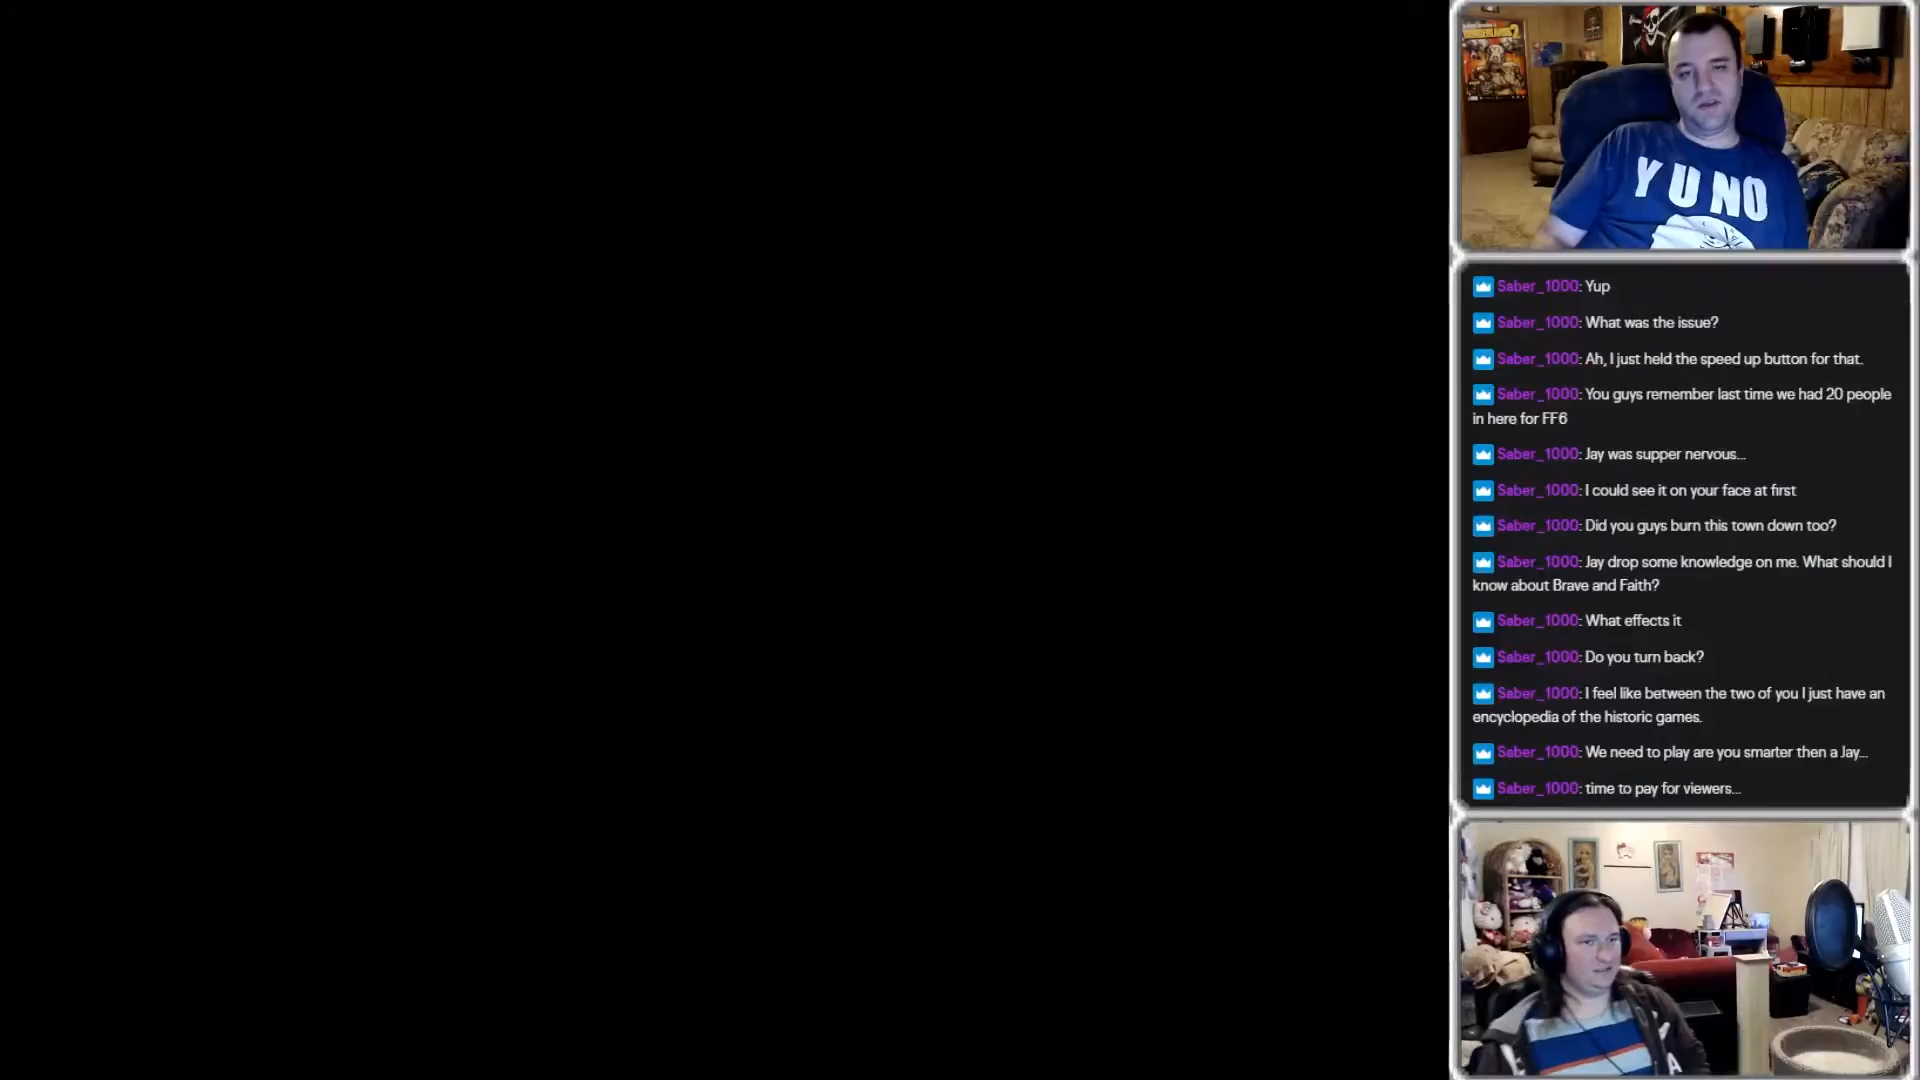 Y U NO
Saber_1000: Yup
Saber_1000: What was the issue?
Saber_1000: Ah, I just held the speed up button for that.
Saber_1000: You guys remember last time we had 20 people
in here for FF6
Saber_1000: Jay was supper nervous...
Saber_1000: I could see it on your face at first
Saber_1000: Did you guys burn this town down too?
Saber_1000: Jay drop some knowledge on me. What should I
know about Brave and Faith?
Saber_1000: What effects it
Saber_1000: Do you turn back?
Saber_1000: I feel like between the two of you I just have an
encyclopedia of the historic games.
Saber_1000: We need to play are you smarter then a Jay...
Saber_1000: time to pay for viewers...